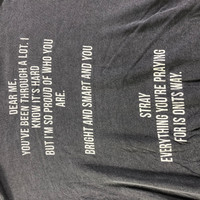 DEAR ME,
YOU'VE BEEN THROUGH A LOT, I
KNOW IT'S HARD
BUT I'M SO PROUD OF WHO YOU
ARE.
BRIGHT AND SMART AND YOU
STRAY
EVERYTHING YOU'RE PRAYING
FOR IS ONITS WAY.